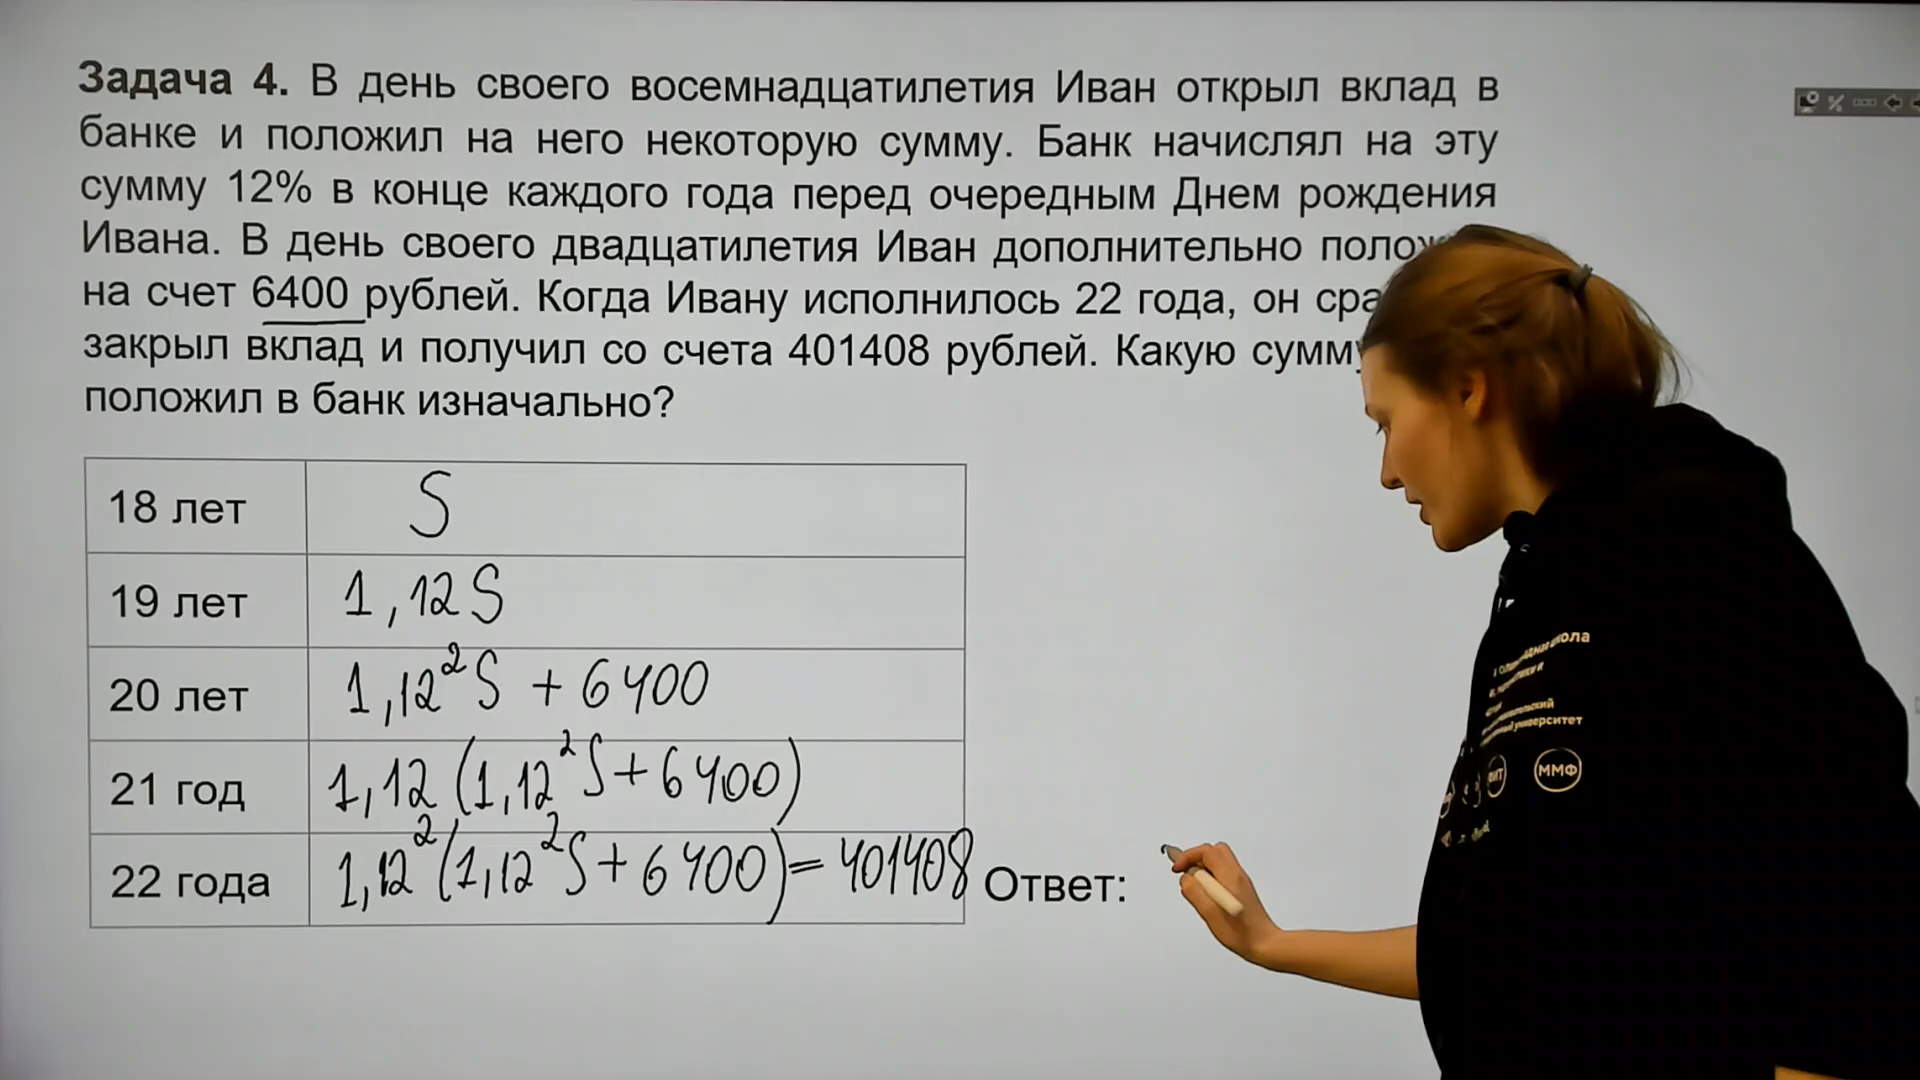 Задача 4. В день своего восемнадцатилетия Иван открыл вклад в
банке и положил на него некоторую сумму. Банк начислял на эту
сумму 12% в конце каждого года перед очередным Днем рождения
Ивана. В день своего двадцатилетия Иван дополнительно
на счет 6400 рублей. Когда Ивану исполнилось 22 года, он
закрыл вклад и получил со счета 401408 рублей. Какую
положил в банк изначально?
18 лет S
19 лет 1,12S
20 лет 1,12²S + 6400
21 год 1,12(1,12²S+6400)
22 года 1,12²(1,12²S+6400)=401408
Ответ:
университет
ММФ